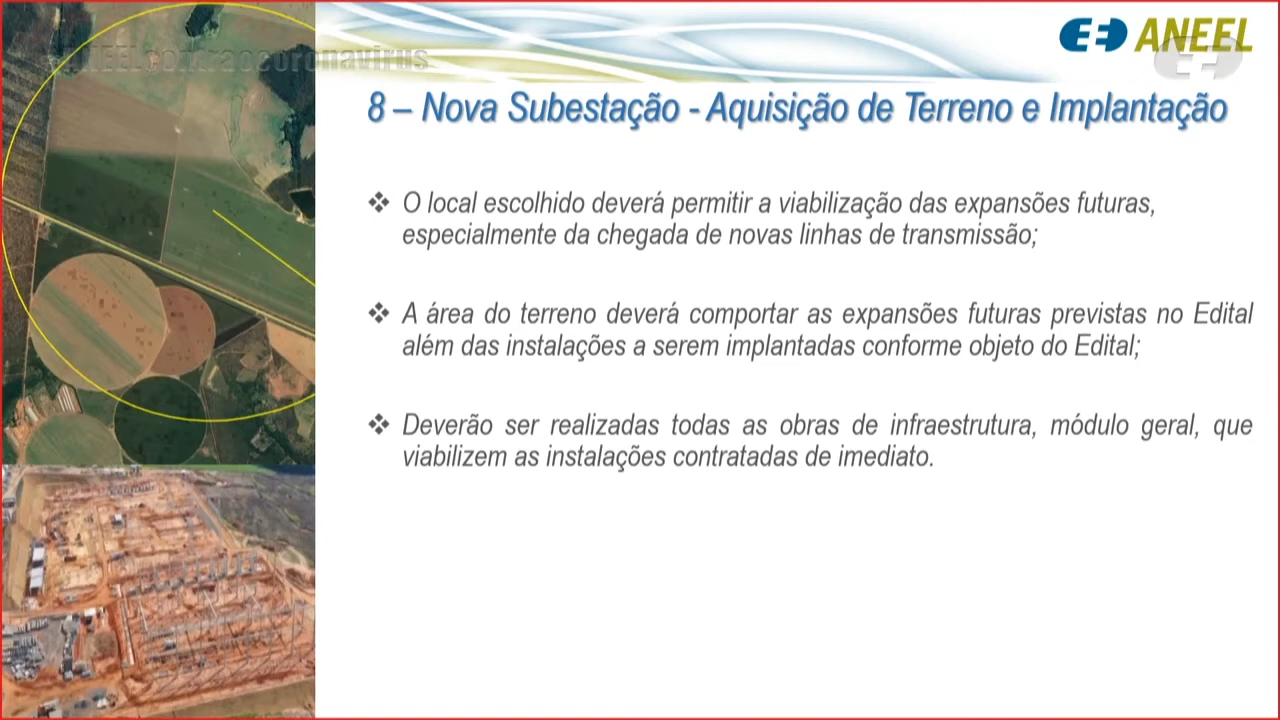 #ANEELcontraocoronavirus
ANEEL
8 – Nova Subestação - Aquisição de Terreno e Implantação
❖ O local escolhido deverá permitir a viabilização das expansões futuras,
especialmente da chegada de novas linhas de transmissão;
❖ A área do terreno deverá comportar as expansões futuras previstas no Edital
além das instalações a serem implantadas conforme objeto do Edital;
❖ Deverão ser realizadas todas as obras de infraestrutura, módulo geral, que
viabilizem as instalações contratadas de imediato.